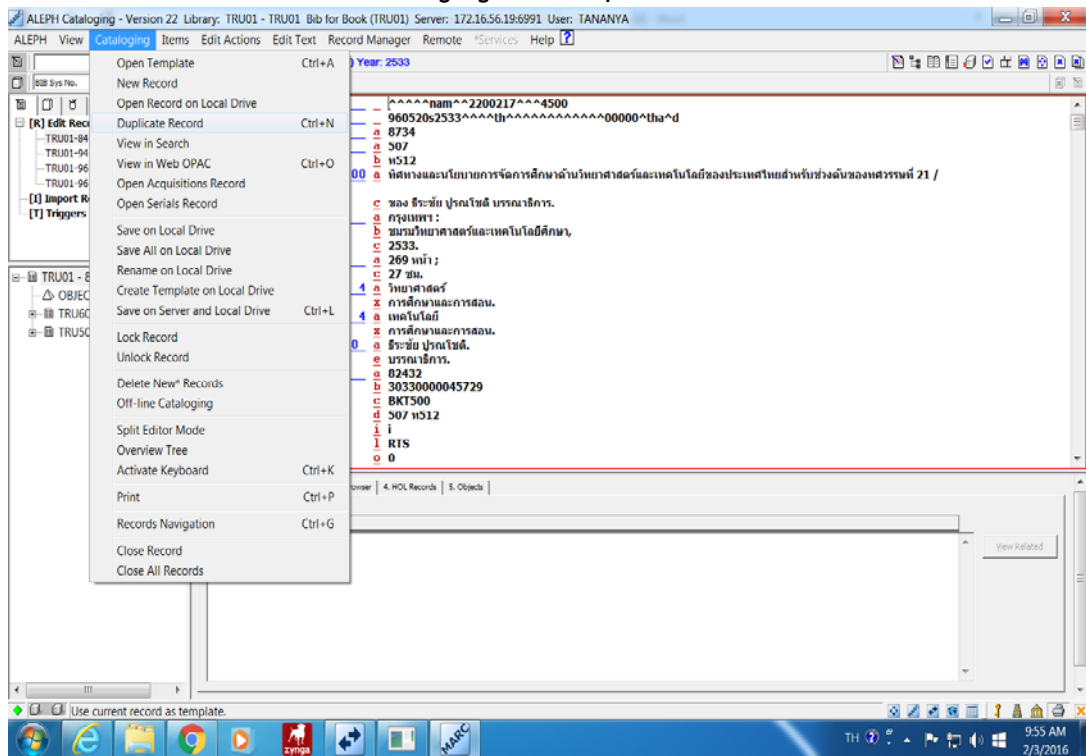 ALEPH Cataloging - Version 22 Library: TRU01 - TRU01 Bib for Book (TRU01) Server: 172.16.56.19:6991 User: TANANYA
ALEPH View Cataloging Items Edit Actions Edit Text Record Manager Remote *Services Help ?
) Year: 2533
Sys No.
Open Template Ctrl+A
New Record
Open Record on Local Drive
Duplicate Record Ctrl+N
View in Search
View in Web OPAC Ctrl+O
Open Acquisitions Record
Open Serials Record
Save on Local Drive
Save All on Local Drive
Rename on Local Drive
Create Template on Local Drive
Save on Server and Local Drive Ctrl+L
Lock Record
Unlock Record
Delete New* Records
Off-line Cataloging
Split Editor Mode
Overview Tree
Activate Keyboard Ctrl+K
Print Ctrl+P
Records Navigation Ctrl+G
Close Record
Close All Records
[R] Edit Reco
TRU01-84
TRU01-94
TRU01-96
TRU01-96
[I] Import R
[T] Triggers
TRU01 - 8
OBJEC
TRU60
TRU50
^^^^^nam^^2200217^^^4500
960520s2533^^^^th^^^^^^^^^^^^00000^tha^d
a 8734
a 507
b ท512
00 a ทิศทางและนโยบายการจัดการศึกษาด้านวิทยาศาสตร์และเทคโนโลยีของประเทศไทยสำหรับช่วงต้นของทศวรรษที่ 21 /
c ของ ธีระชัย ปูรณโชติ บรรณาธิการ.
a กรุงเทพฯ :
b ชมรมวิทยาศาสตร์และเทคโนโลยีศึกษา,
c 2533.
a 269 หน้า ;
c 27 ซม.
4 a วิทยาศาสตร์
x การศึกษาและการสอน.
4 a เทคโนโลยี
x การศึกษาและการสอน.
0 a ธีระชัย ปูรณโชติ.
e บรรณาธิการ.
a 82432
b 30330000045729
c BKT500
d 507 ท512
i i
l RTS
o 0
owser 4. HOL Records 5. Objects
View Related
Use current record as template.
zynga
MARC
TH
9:55 AM
2/3/2016